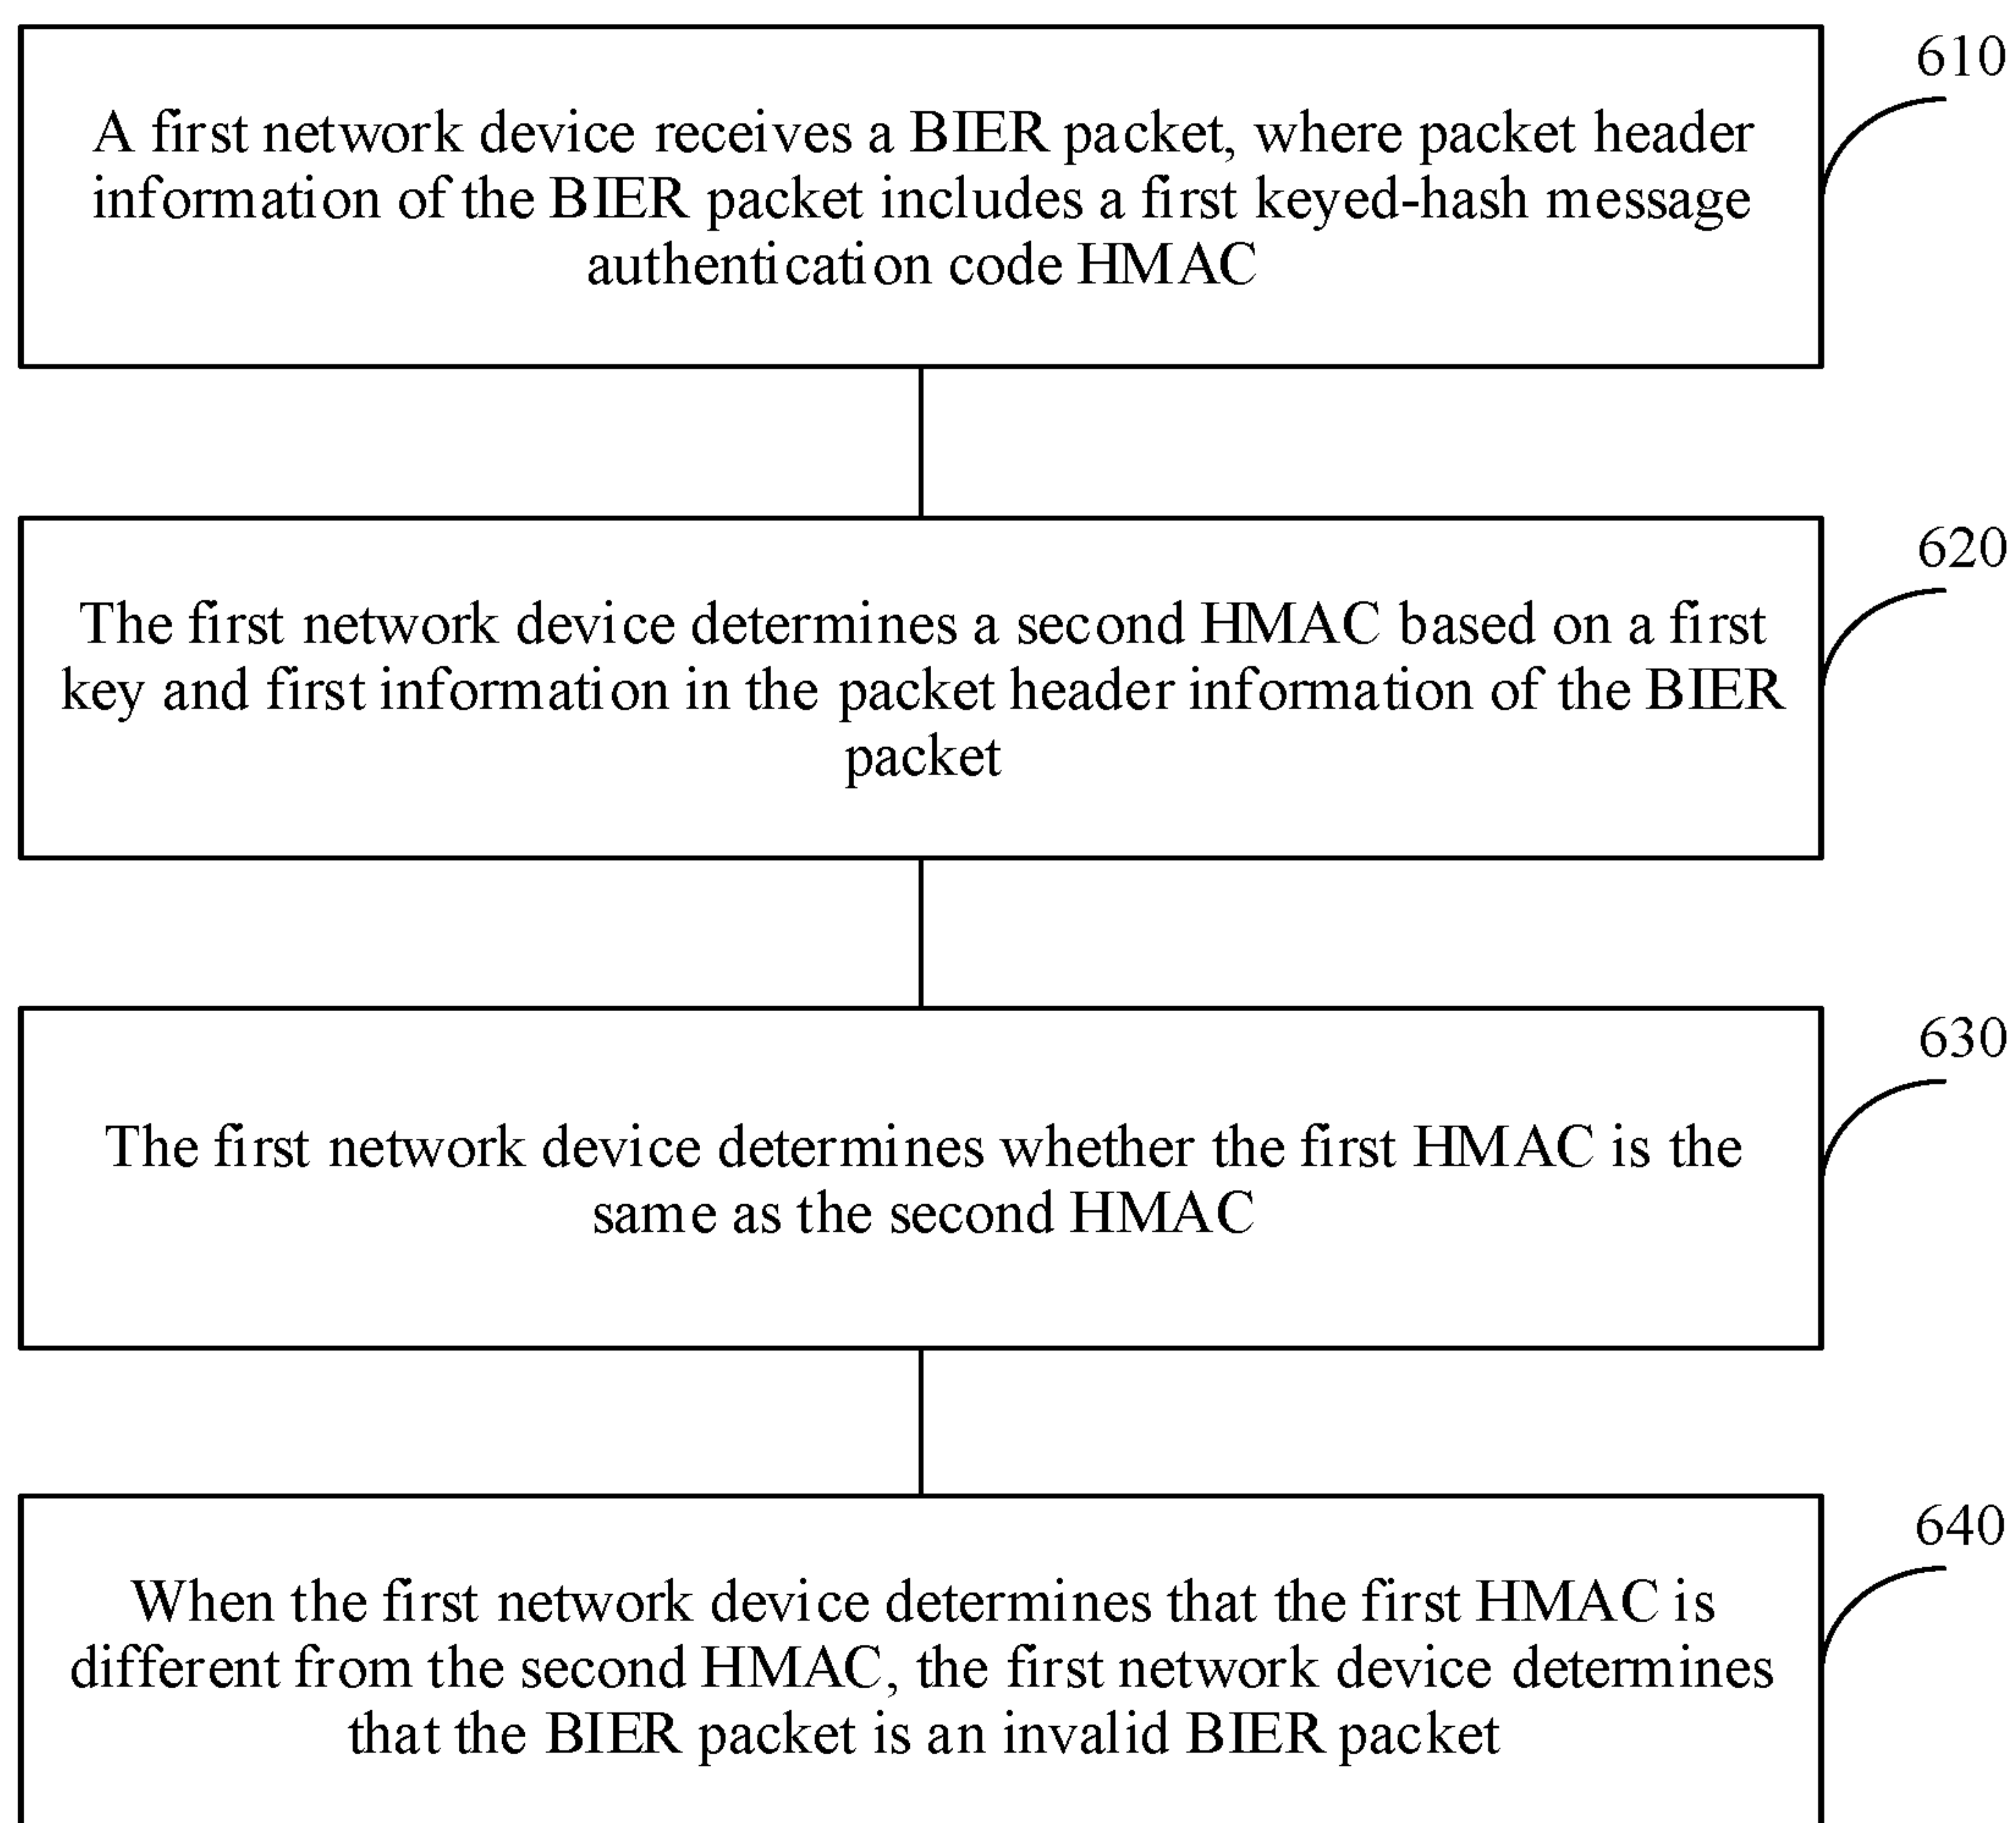 610
A first network device receives a BIER packet, where packet header
information of the BIER packet includes a first keyed-hash message
authentication code HMAC
620
The first network device determines a second HMAC based on a first
key and first information in the packet header information of the BIER
packet
630
The first network device determines whether the first HMAC is the
same as the second HMAC
640
When the first network device determines that the first HMAC is
different from the second HMAC, the first network device determines
that the BIER packet is an invalid BIER packet